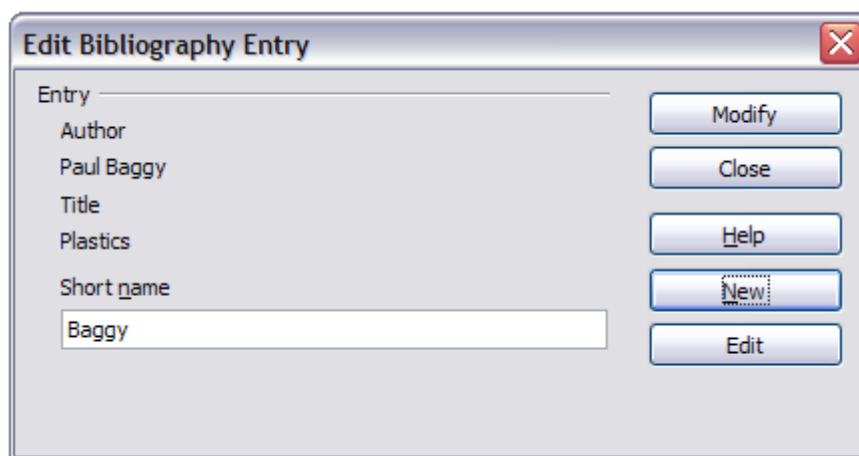 Edit Bibliography Entry
Entry
Author
Paul Baggy
Title
Plastics
Short name
Baggy
Modify
Close
Help
New
Edit